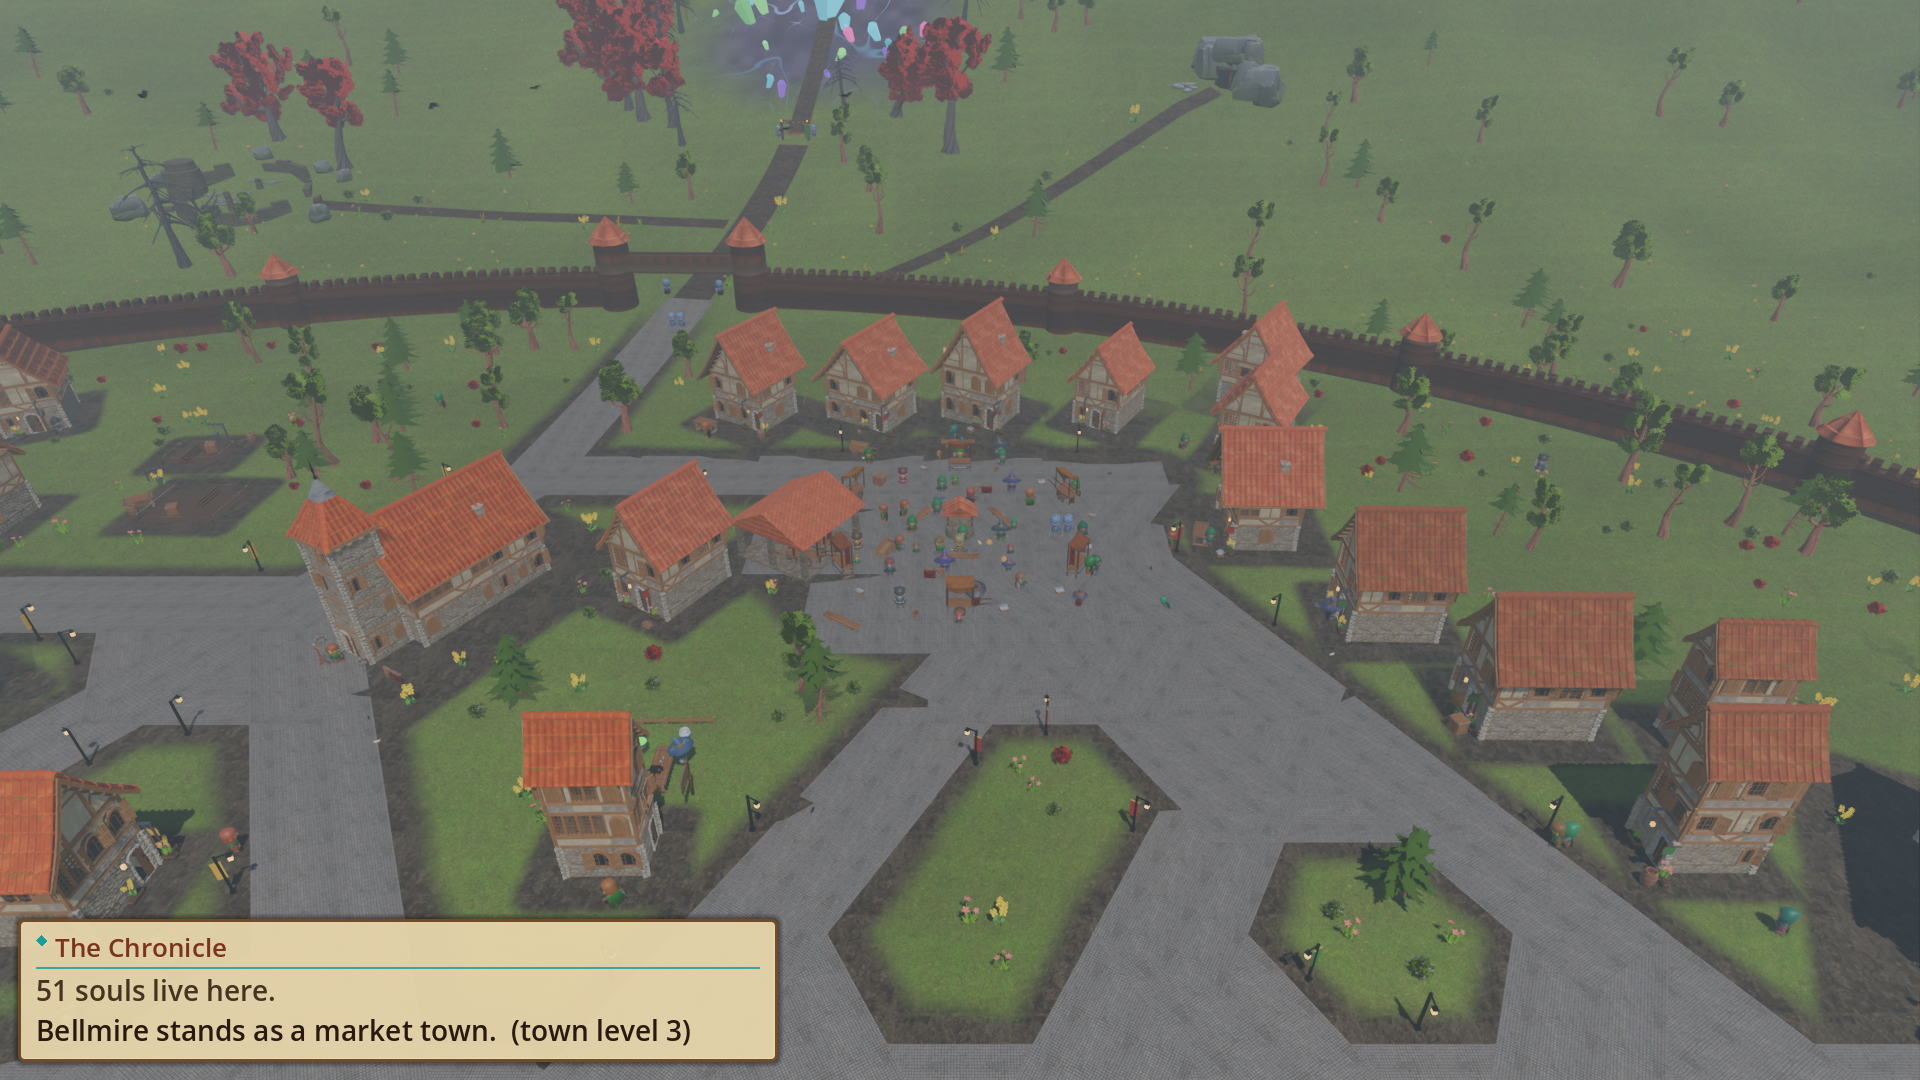 The Chronicle
51 souls live here.
Bellmire stands as a market town. (town level 3)